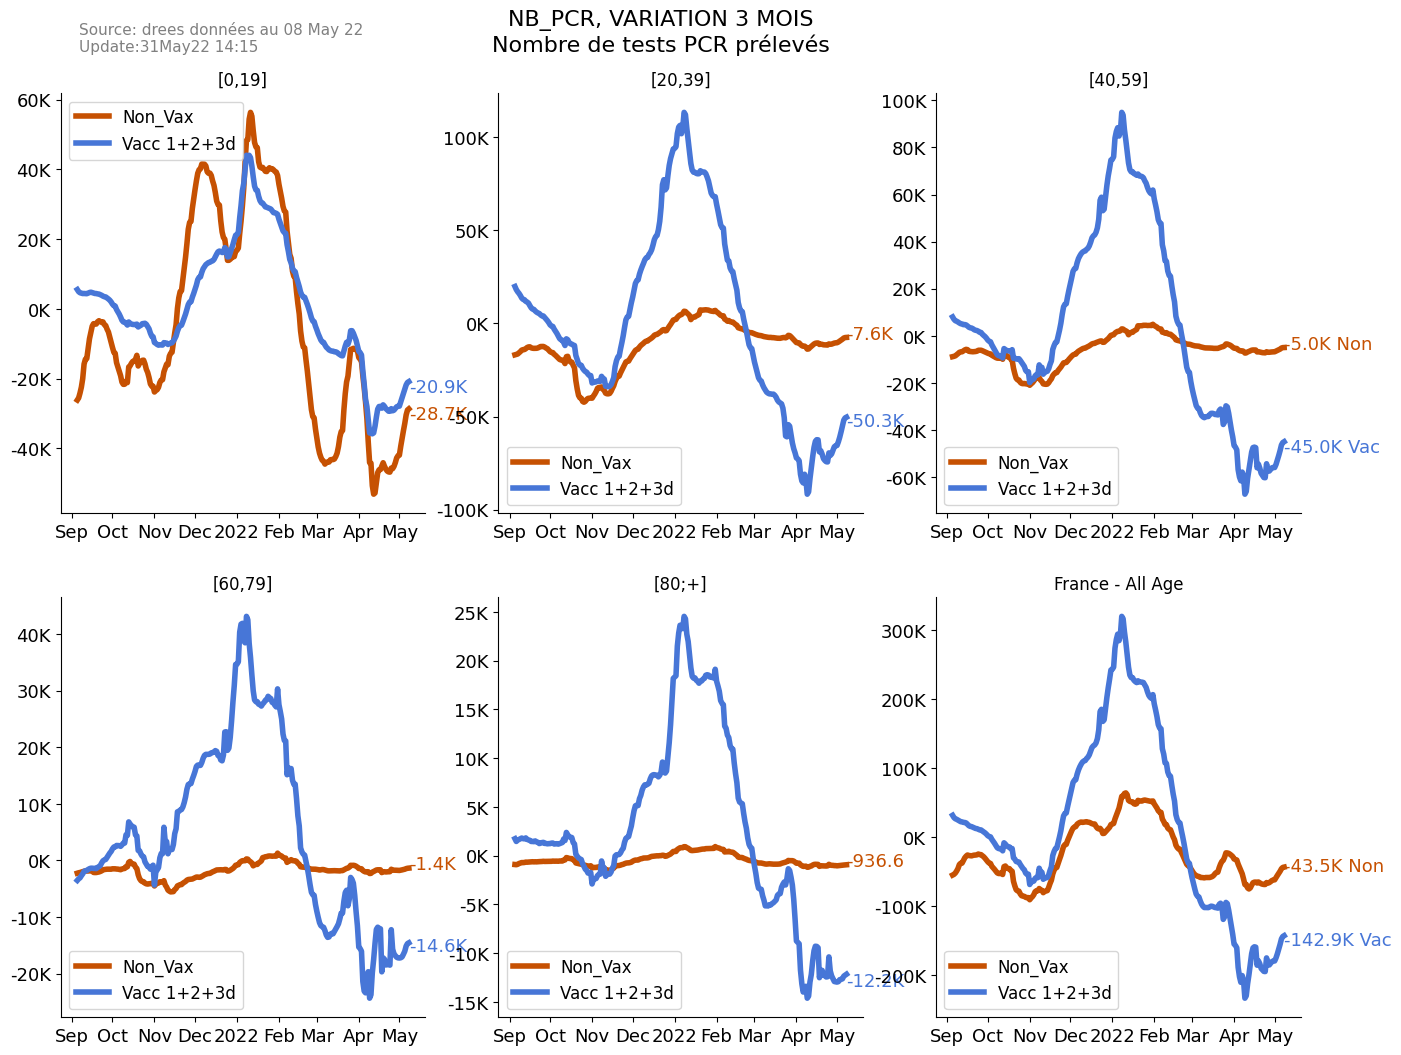 Source: drees données au 08 May 22
Update:31May22 14:15
NB_PCR, VARIATION 3 MOIS
Nombre de tests PCR prélevés
[0,19]
60K
40K
20K
0K
-20K
-40K
Non_Vax
Vacc 1+2+3d
-20.9K
-28.7K
Sep Oct Nov Dec 2022 Feb Mar Apr May
[20,39]
100K
50K
0K
-50K
-100K
-7.6K
-50.3K
Non_Vax
Vacc 1+2+3d
Sep Oct Nov Dec 2022 Feb Mar Apr May
[40,59]
100K
80K
60K
40K
20K
0K
-20K
-40K
-60K
-5.0K Non
-45.0K Vac
Non_Vax
Vacc 1+2+3d
Sep Oct Nov Dec 2022 Feb Mar Apr May
[60,79]
40K
30K
20K
10K
0K
-10K
-20K
-1.4K
-14.6K
Non_Vax
Vacc 1+2+3d
Sep Oct Nov Dec 2022 Feb Mar Apr May
[80;+]
25K
20K
15K
10K
5K
0K
-5K
-10K
-15K
-936.6
-12.2K
Non_Vax
Vacc 1+2+3d
Sep Oct Nov Dec 2022 Feb Mar Apr May
France - All Age
300K
200K
100K
0K
-100K
-200K
-43.5K Non
-142.9K Vac
Non_Vax
Vacc 1+2+3d
Sep Oct Nov Dec 2022 Feb Mar Apr May